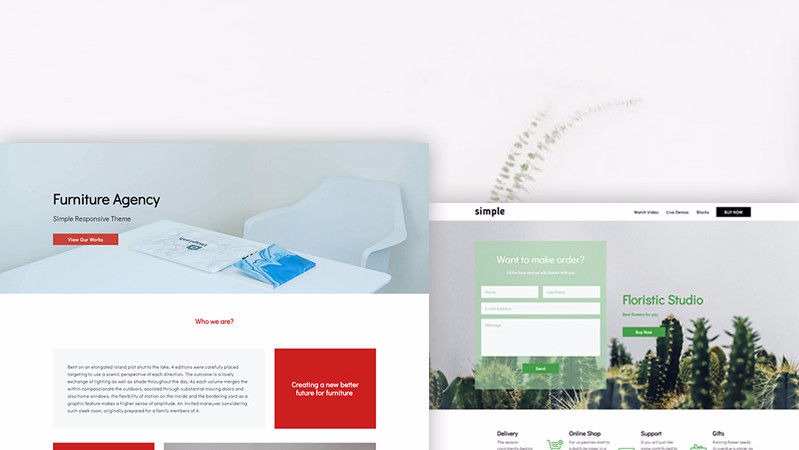 Furniture Agency
Simple Responsive Theme
View Our Works
Who we are?
Bent on an elongated island plot shut to the lake, 4 editions were carefully placed
targeting to use a scenic perspective of each direction. The outcome is a lovely
exchange of lighting as well as shade throughout the day. As each volume merges the
within compassionate the outdoors, assisted through substantial moving doors and
also home windows, the flexibility of motion on the inside and the bordering yard as a
graphic feature makes a higher sense of amplitude. An invited maneuver considering
such sleek room, originally prepared for a family members of 4.
Creating a new better
future for furniture
simple
Watch Video
Live Demos
Blocks
BUY NOW
Want to make order?
Fill the form and we will contact with you.
Name
Last Name
E-mail Address
Message
Send
Floristic Studio
Best flowers for you
Buy Now
Delivery
The season
Online Shop
For us peonies start to
Support
If you will just like
Gifts
Raising flower seeds